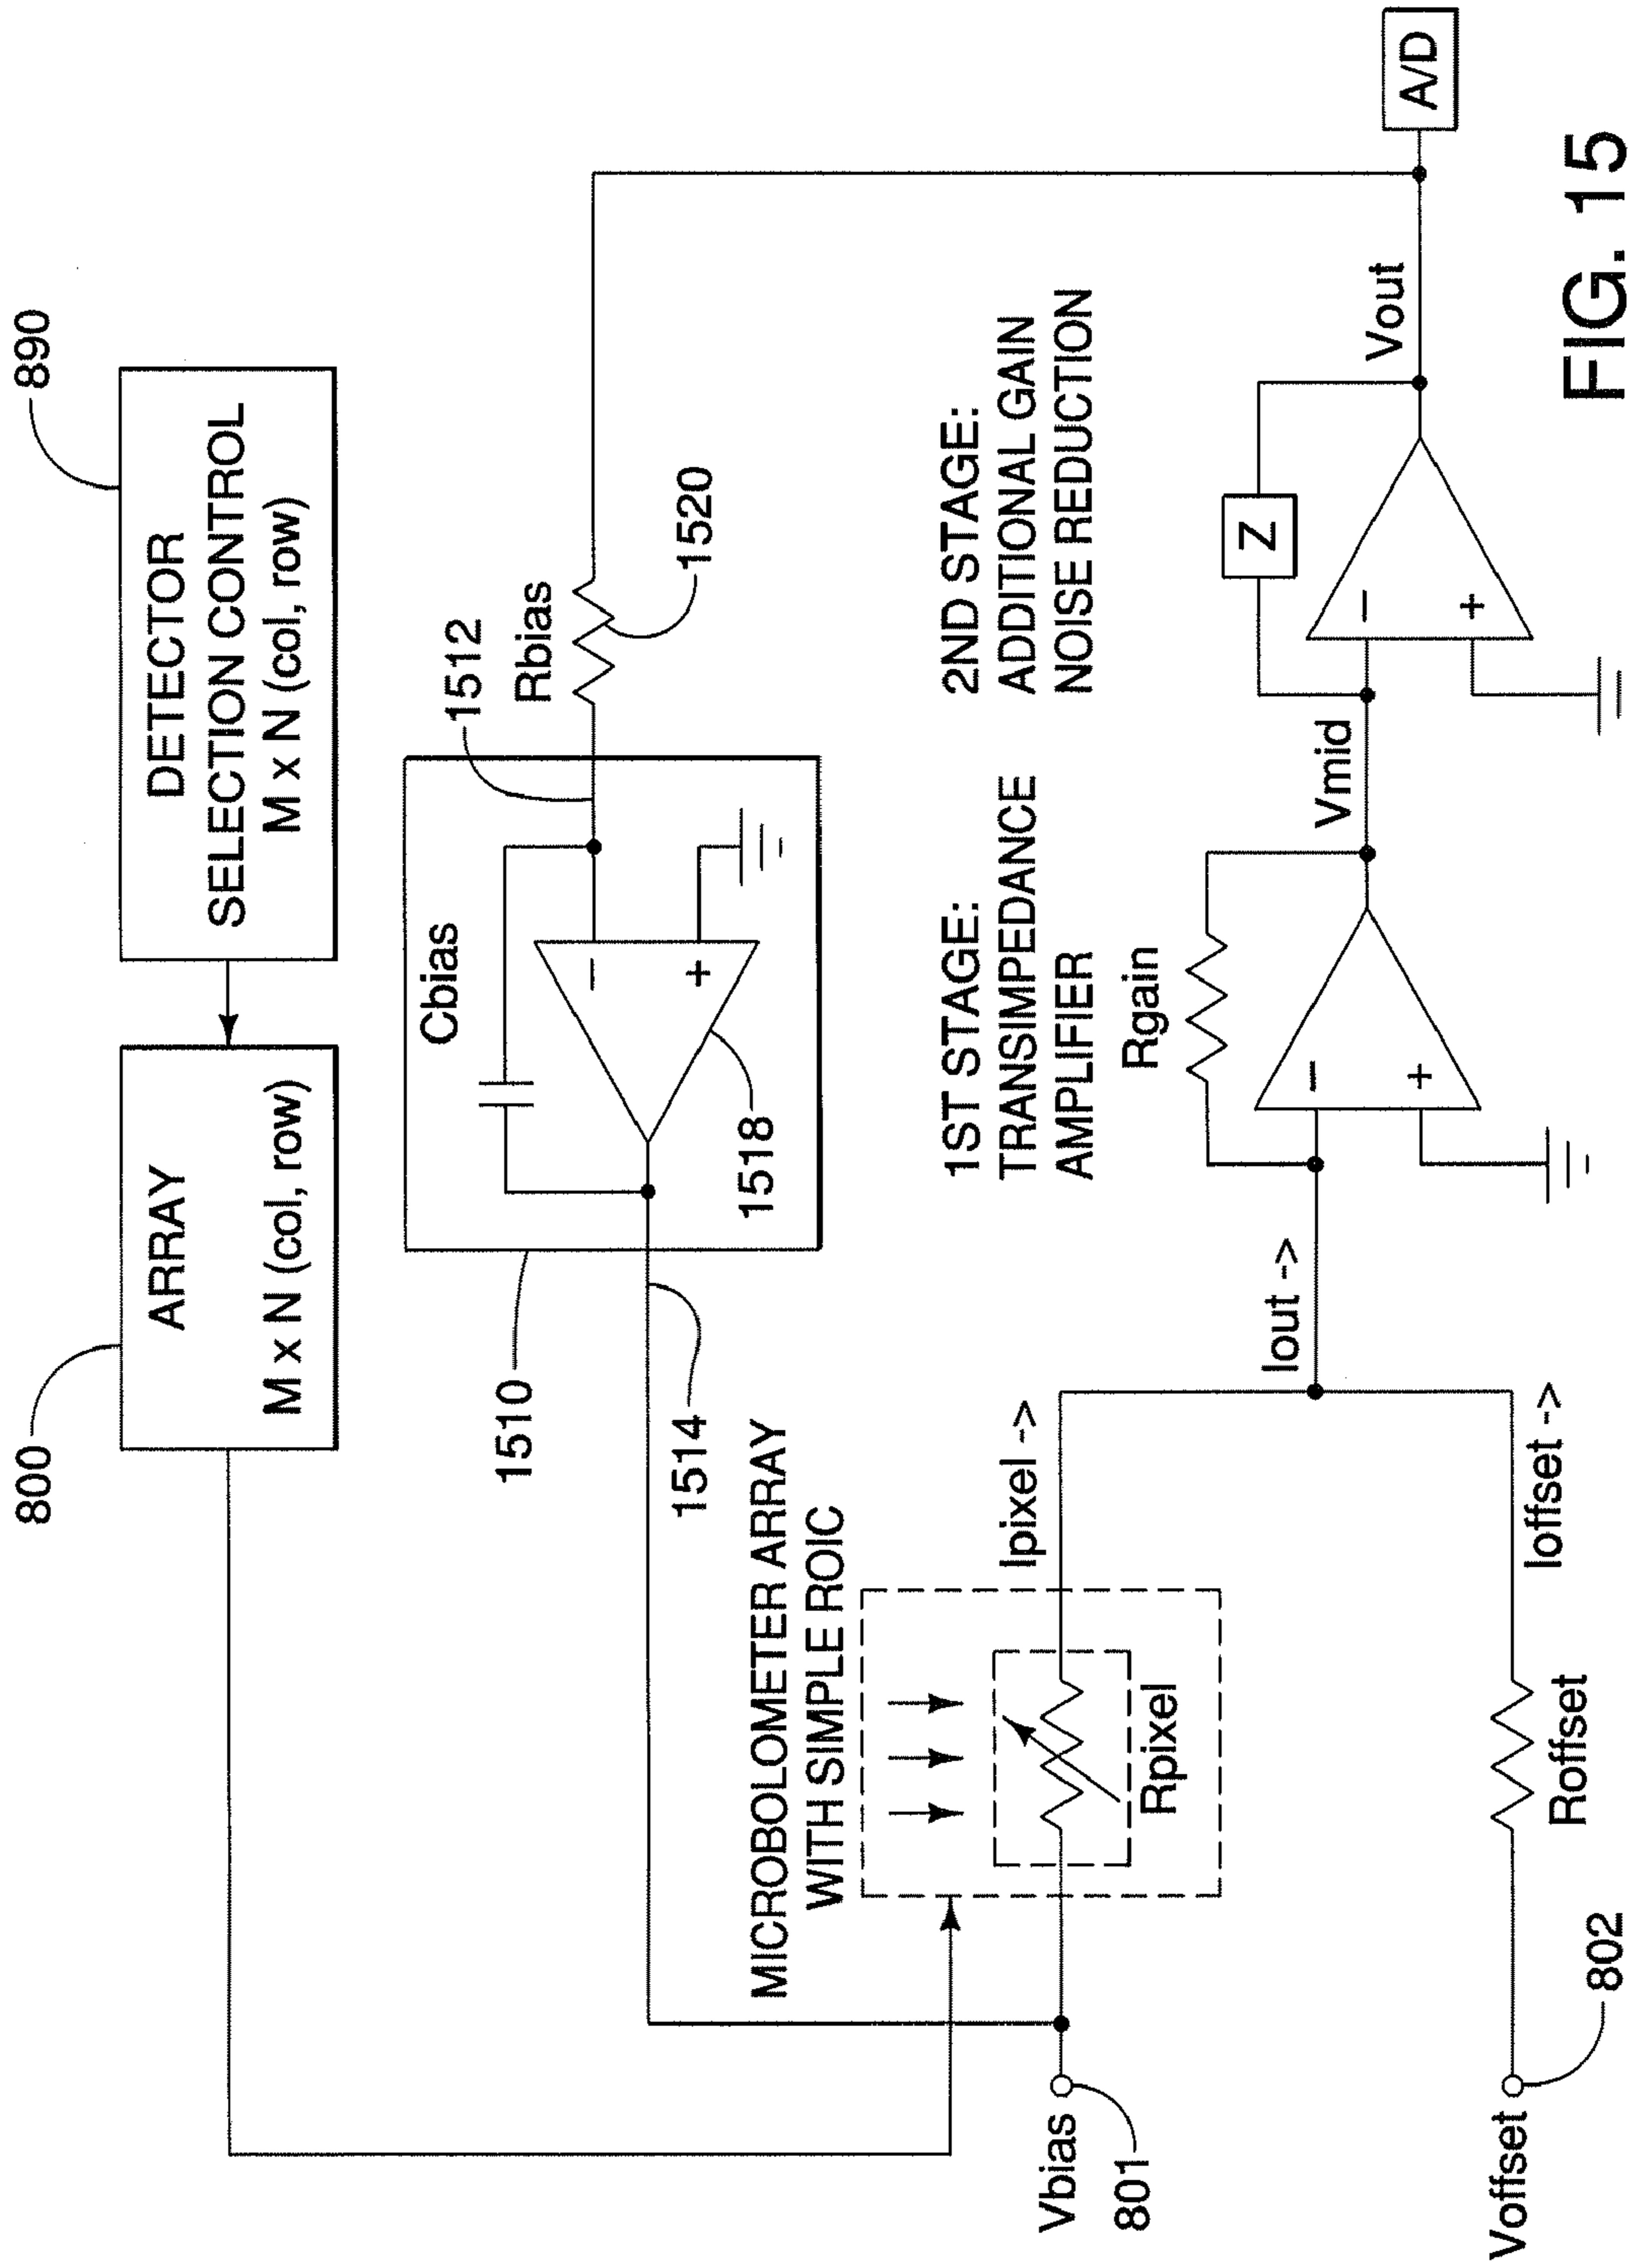 800
ARRAY
M x N (col, row)
890
DETECTOR
SELECTION CONTROL
M x N (col, row)
1510
Cbias
1518
1512
Rbias
1520
1514
MICROBOLOMETER ARRAY
WITH SIMPLE ROIC
Rpixel
Ipixel ->
Vbias
801
Voffset
802
Roffset
Ioffset ->
Iout ->
1ST STAGE:
TRANSIMPEDANCE
AMPLIFIER
Rgain
Vmid
2ND STAGE:
ADDITIONAL GAIN
NOISE REDUCTION
Z
Vout
A/D
− +
− +
− +
FIG. 15